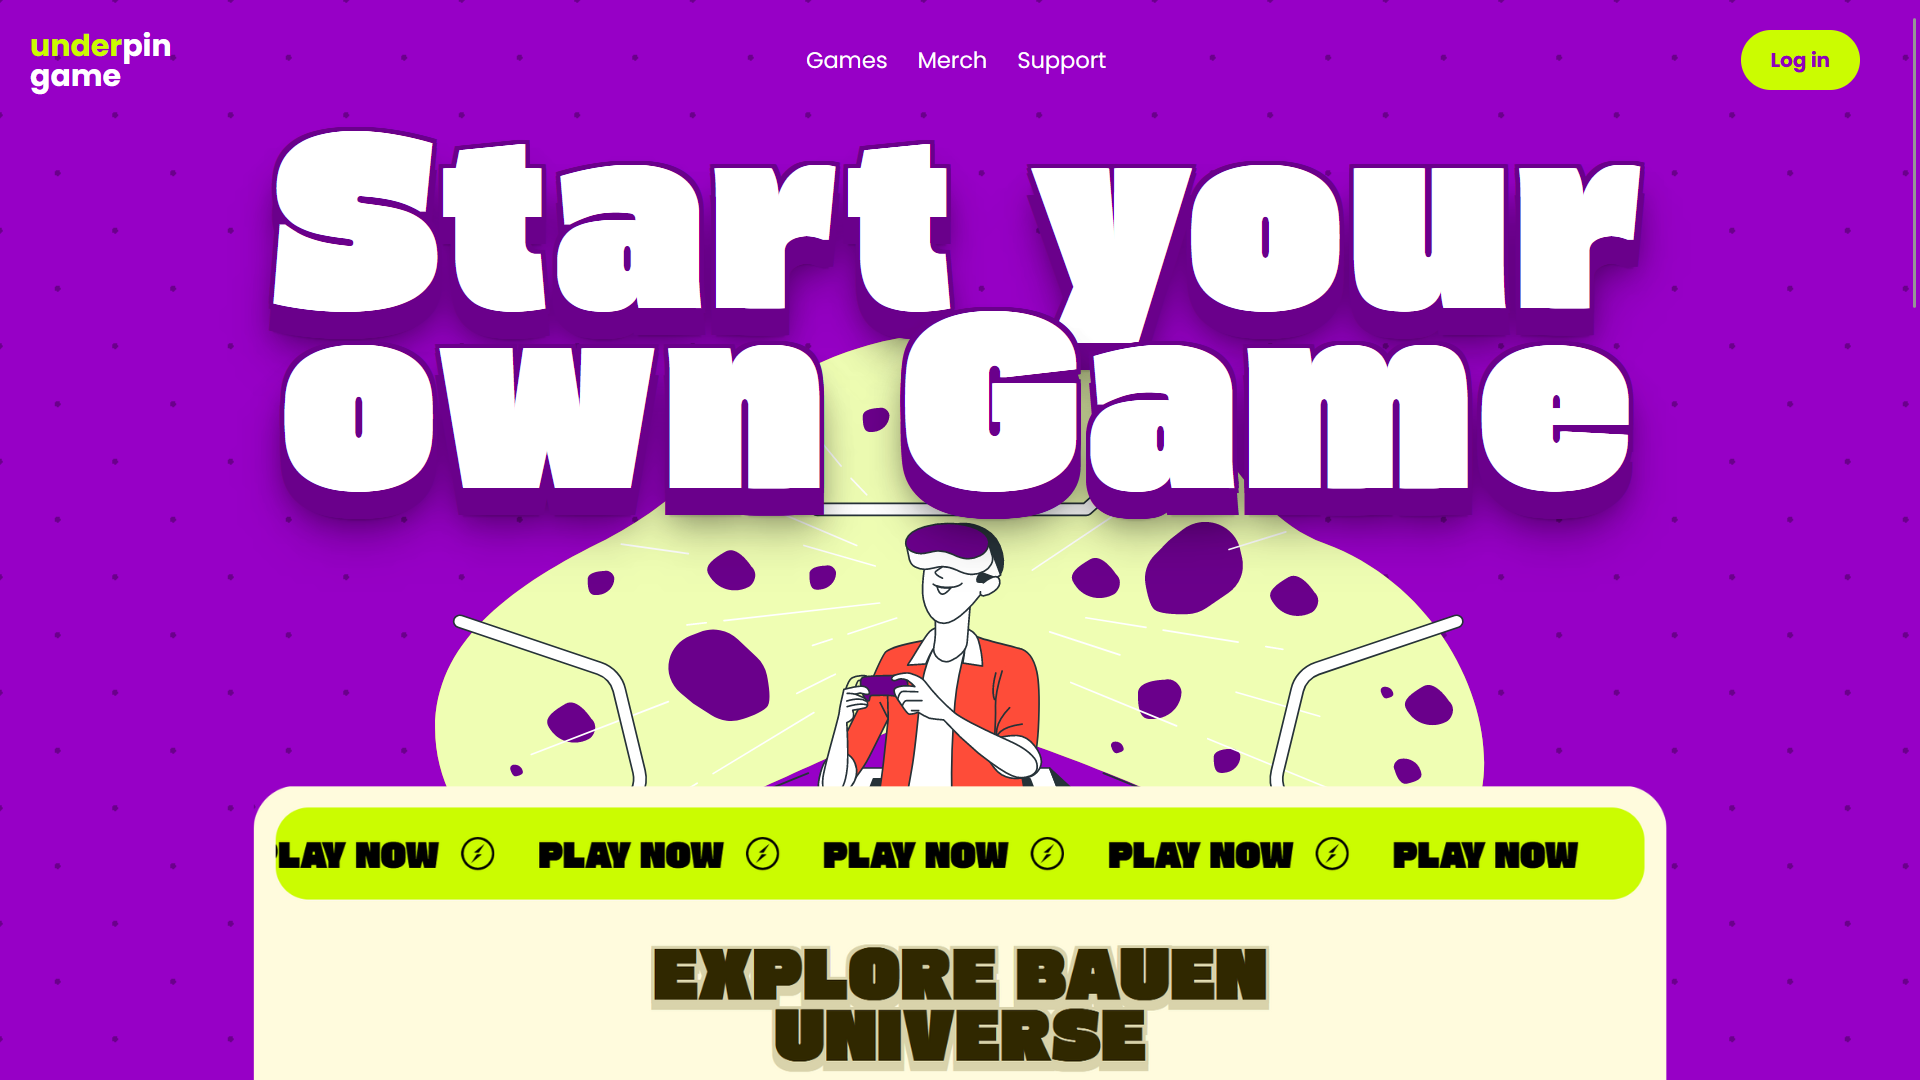 underpin
game
Games Merch Support
Log in
Start your
own Game
PLAY NOW PLAY NOW PLAY NOW PLAY NOW PLAY NOW
EXPLORE BAUEN
UNIVERSE